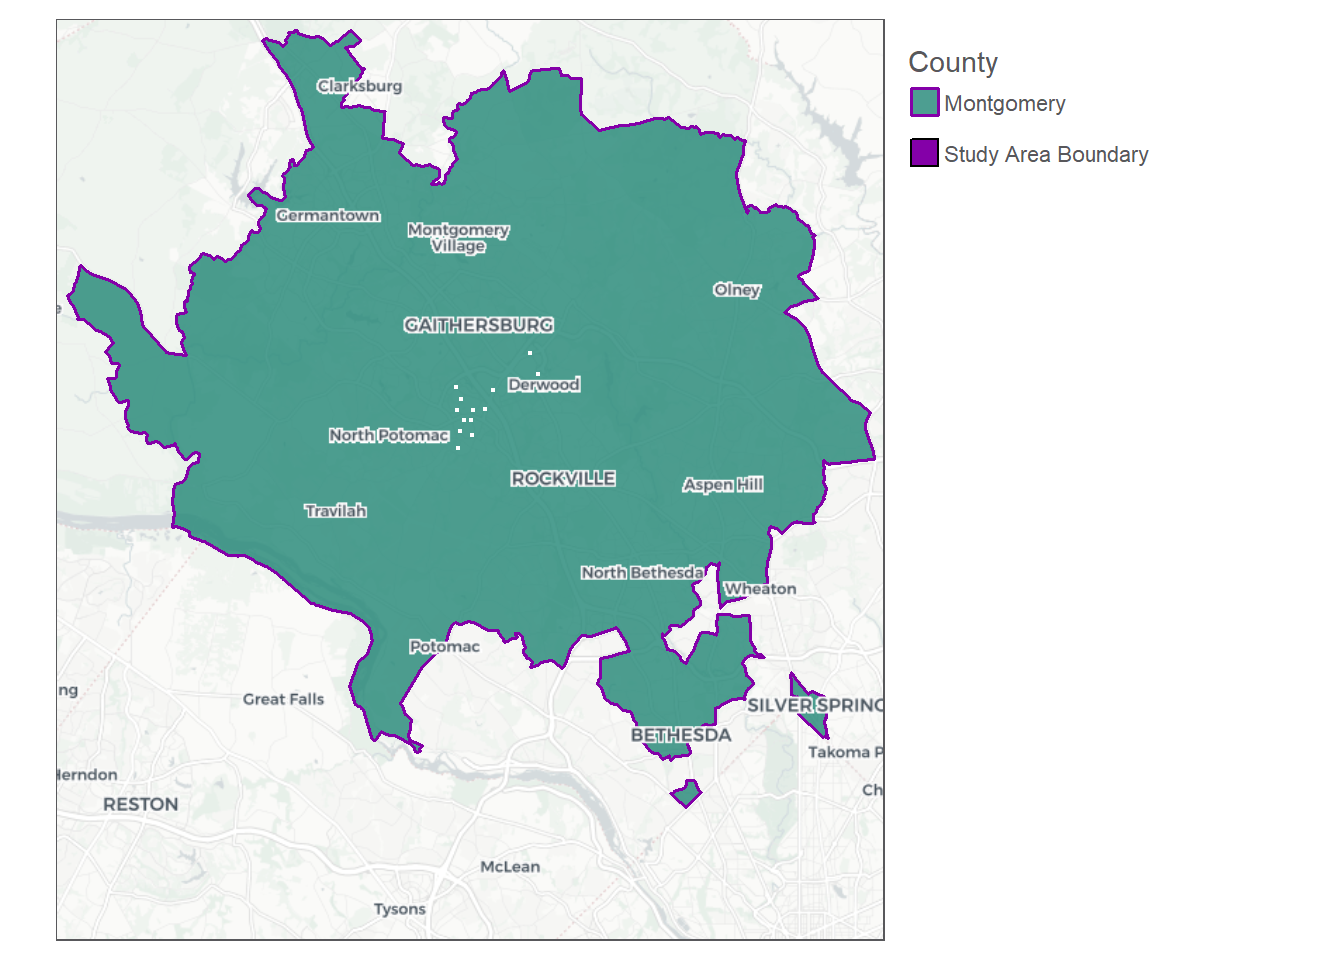 County
Montgomery
Study Area Boundary
Clarksburg
Germantown
Montgomery
Village
Olney
GAITHERSBURG
Derwood
North Potomac
ROCKVILLE
Aspen Hill
Travilah
North Bethesda
Wheaton
Potomac
ng
Great Falls
SILVER SPRING
BETHESDA
Takoma P
Herndon
Ch
RESTON
McLean
Tysons